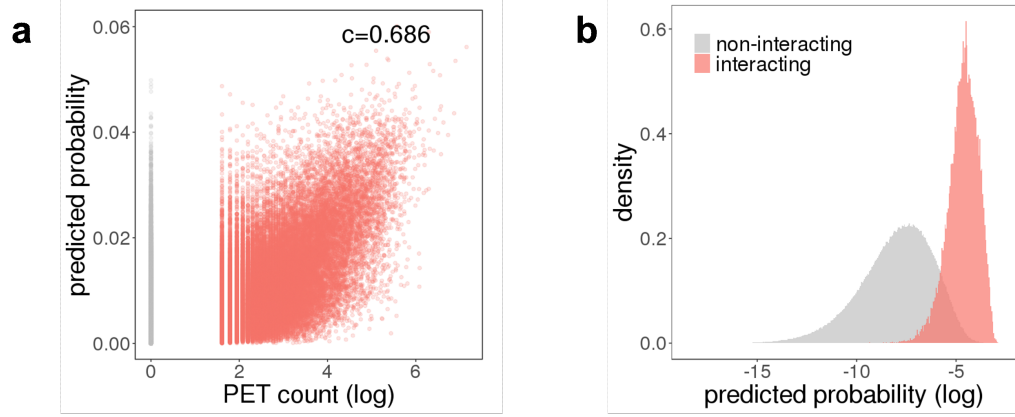 a
c=0.686
predicted probability
0.06
0.04
0.02
0.00
0
2
4
6
PET count (log)
b
non-interacting
interacting
density
0.6
0.4
0.2
0.0
-15
-10
-5
predicted probability (log)